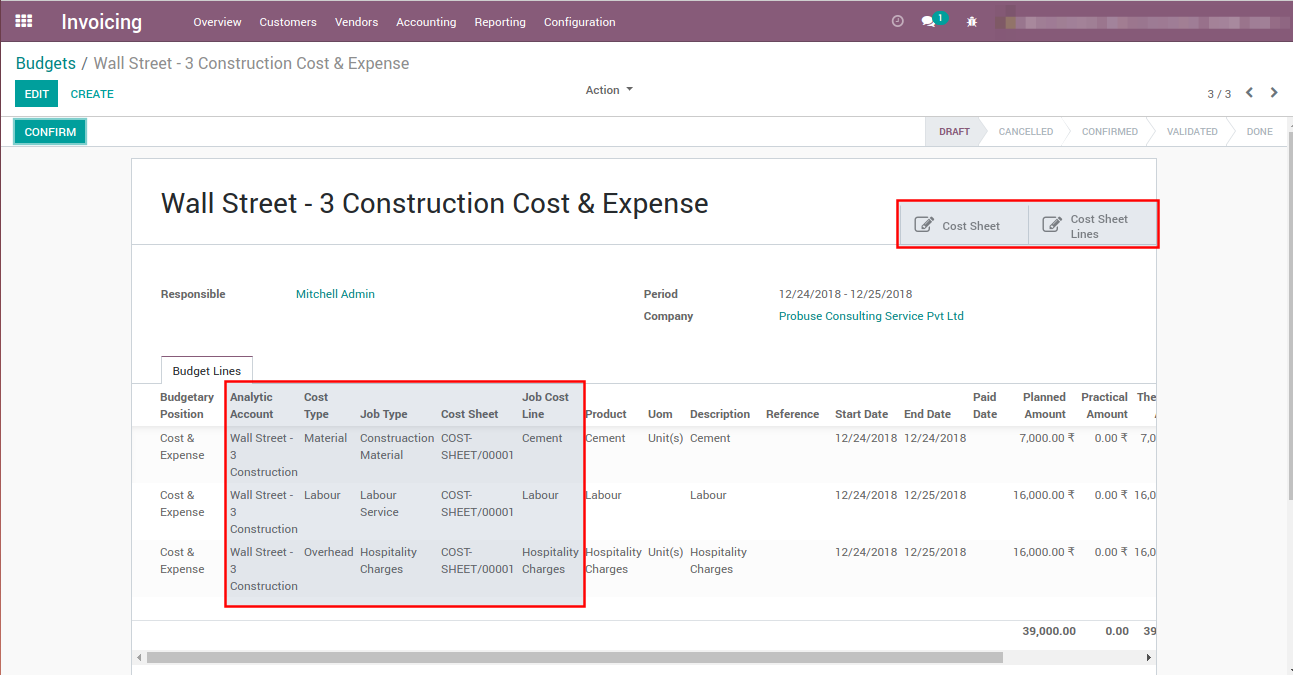 Invoicing Overview Customers Vendors Accounting Reporting Configuration 1
Budgets / Wall Street - 3 Construction Cost & Expense
EDIT CREATE Action 3 / 3
CONFIRM DRAFT CANCELLED CONFIRMED VALIDATED DONE
Wall Street - 3 Construction Cost & Expense
Cost Sheet
Cost Sheet
Lines
Responsible Mitchell Admin Period 12/24/2018 - 12/25/2018
Company Probuse Consulting Service Pvt Ltd
Budget Lines
Budgetary Analytic Cost Job Cost Paid Planned Practical The
Position Account Type Job Type Cost Sheet Line Product Uom Description Reference Start Date End Date Date Amount Amount
Cost & Wall Street - Material Construaction COST- Cement Cement Unit(s) Cement 12/24/2018 12/24/2018 7,000.00 ₹ 0.00 ₹ 7,0
Expense 3 Material SHEET/00001
Construction
Cost & Wall Street - Labour Labour COST- Labour Labour Labour 12/24/2018 12/25/2018 16,000.00 ₹ 0.00 ₹ 16,0
Expense 3 Service SHEET/00001
Construction
Cost & Wall Street - Overhead Hospitality COST- Hospitality Hospitality Unit(s) Hospitality 12/24/2018 12/25/2018 16,000.00 ₹ 0.00 ₹ 16,0
Expense 3 Charges SHEET/00001 Charges Charges Charges
Construction
39,000.00 0.00 39